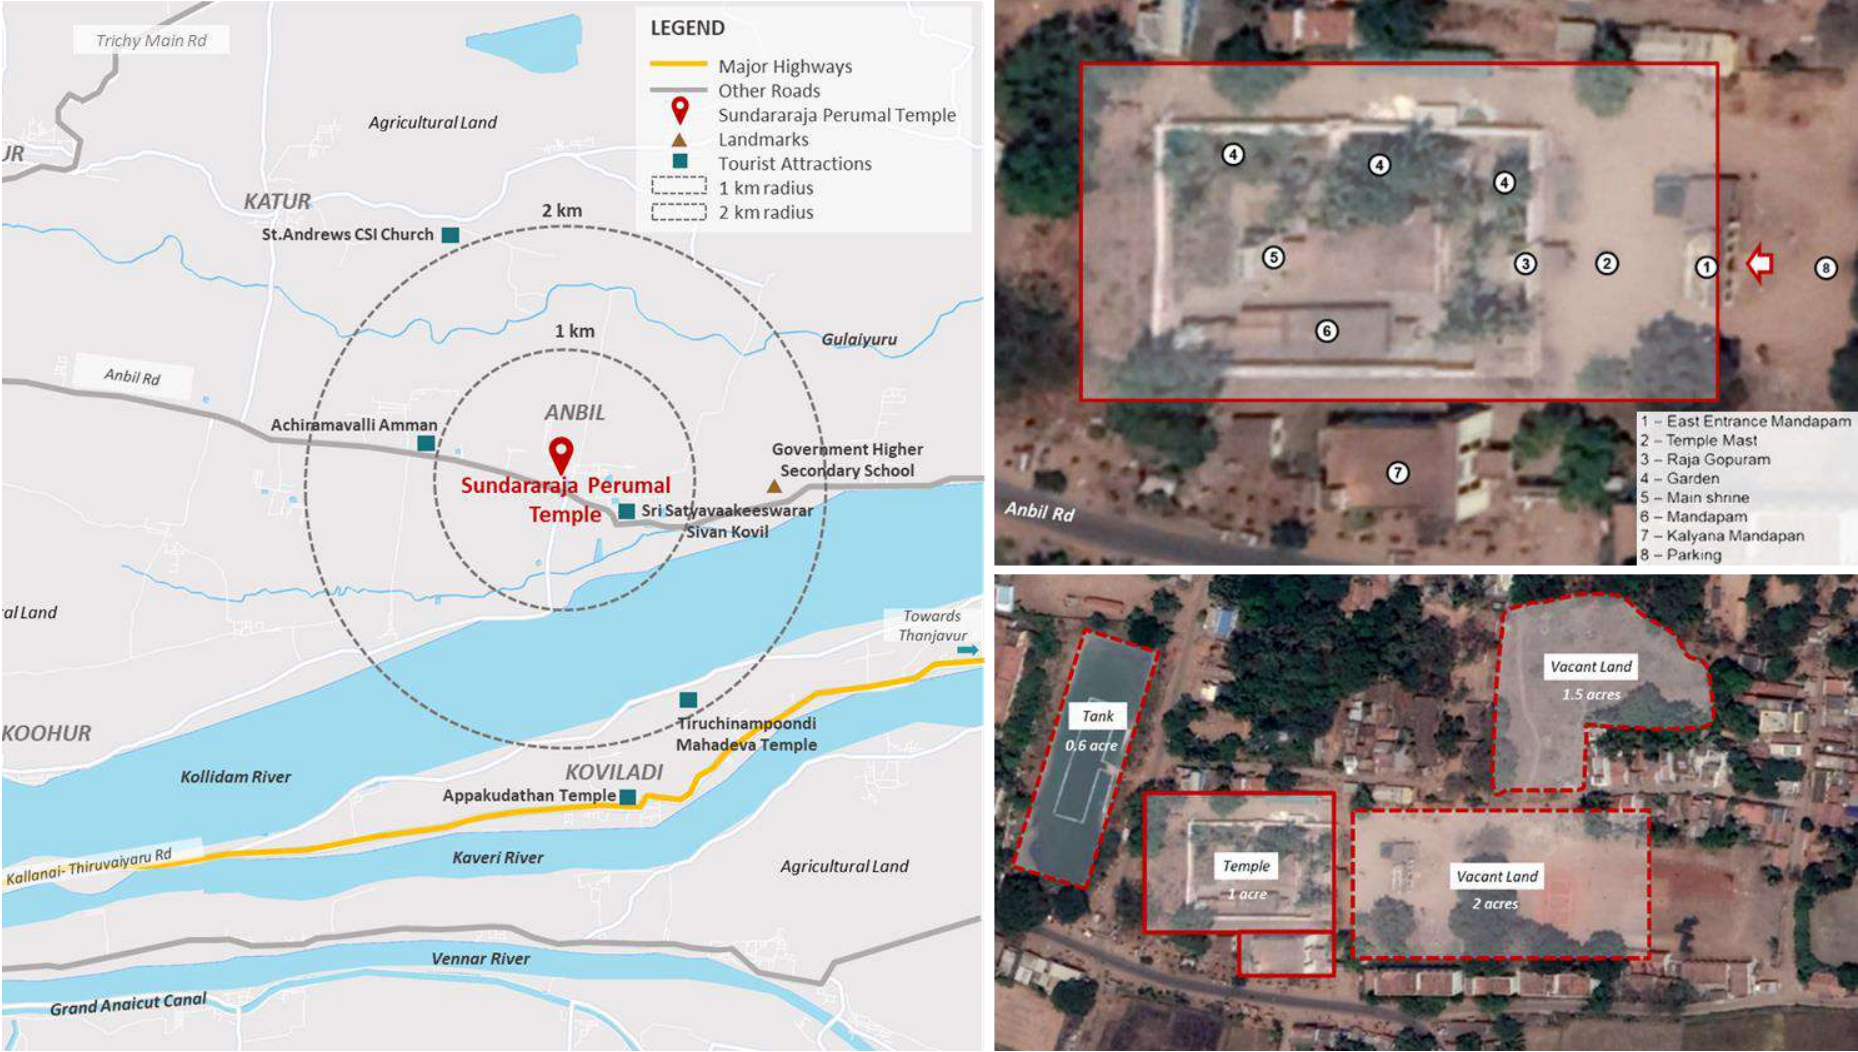 Trichy Main Rd
LEGEND
Major Highways
Other Roads
Sundararaja Perumal Temple
Landmarks
Tourist Attractions
1 km radius
2 km radius
Agricultural Land
UR
KATUR
2 km
St.Andrews CSI Church
1 km
Gulaiyuru
Anbil Rd
ANBIL
Achiramavalli Amman
Government Higher
Secondary School
Sundararaja Perumal
Temple
Sri Satyavaakeeswarar
Sivan Kovil
al Land
Towards
Thanjavur
KOOHUR
Tiruchinampoondi
Mahadeva Temple
Kollidam River
KOVILADI
Appakudathan Temple
Kallanai- Thiruvaiyaru Rd
Kaveri River
Agricultural Land
Vennar River
Grand Anaicut Canal
4
4
4
5
3
2
1
8
6
7
Anbil Rd
1 – East Entrance Mandapam
2 – Temple Mast
3 – Raja Gopuram
4 – Garden
5 – Main shrine
6 – Mandapam
7 – Kalyana Mandapan
8 – Parking
Vacant Land
1.5 acres
Tank
0.6 acre
Temple
1 acre
Vacant Land
2 acres